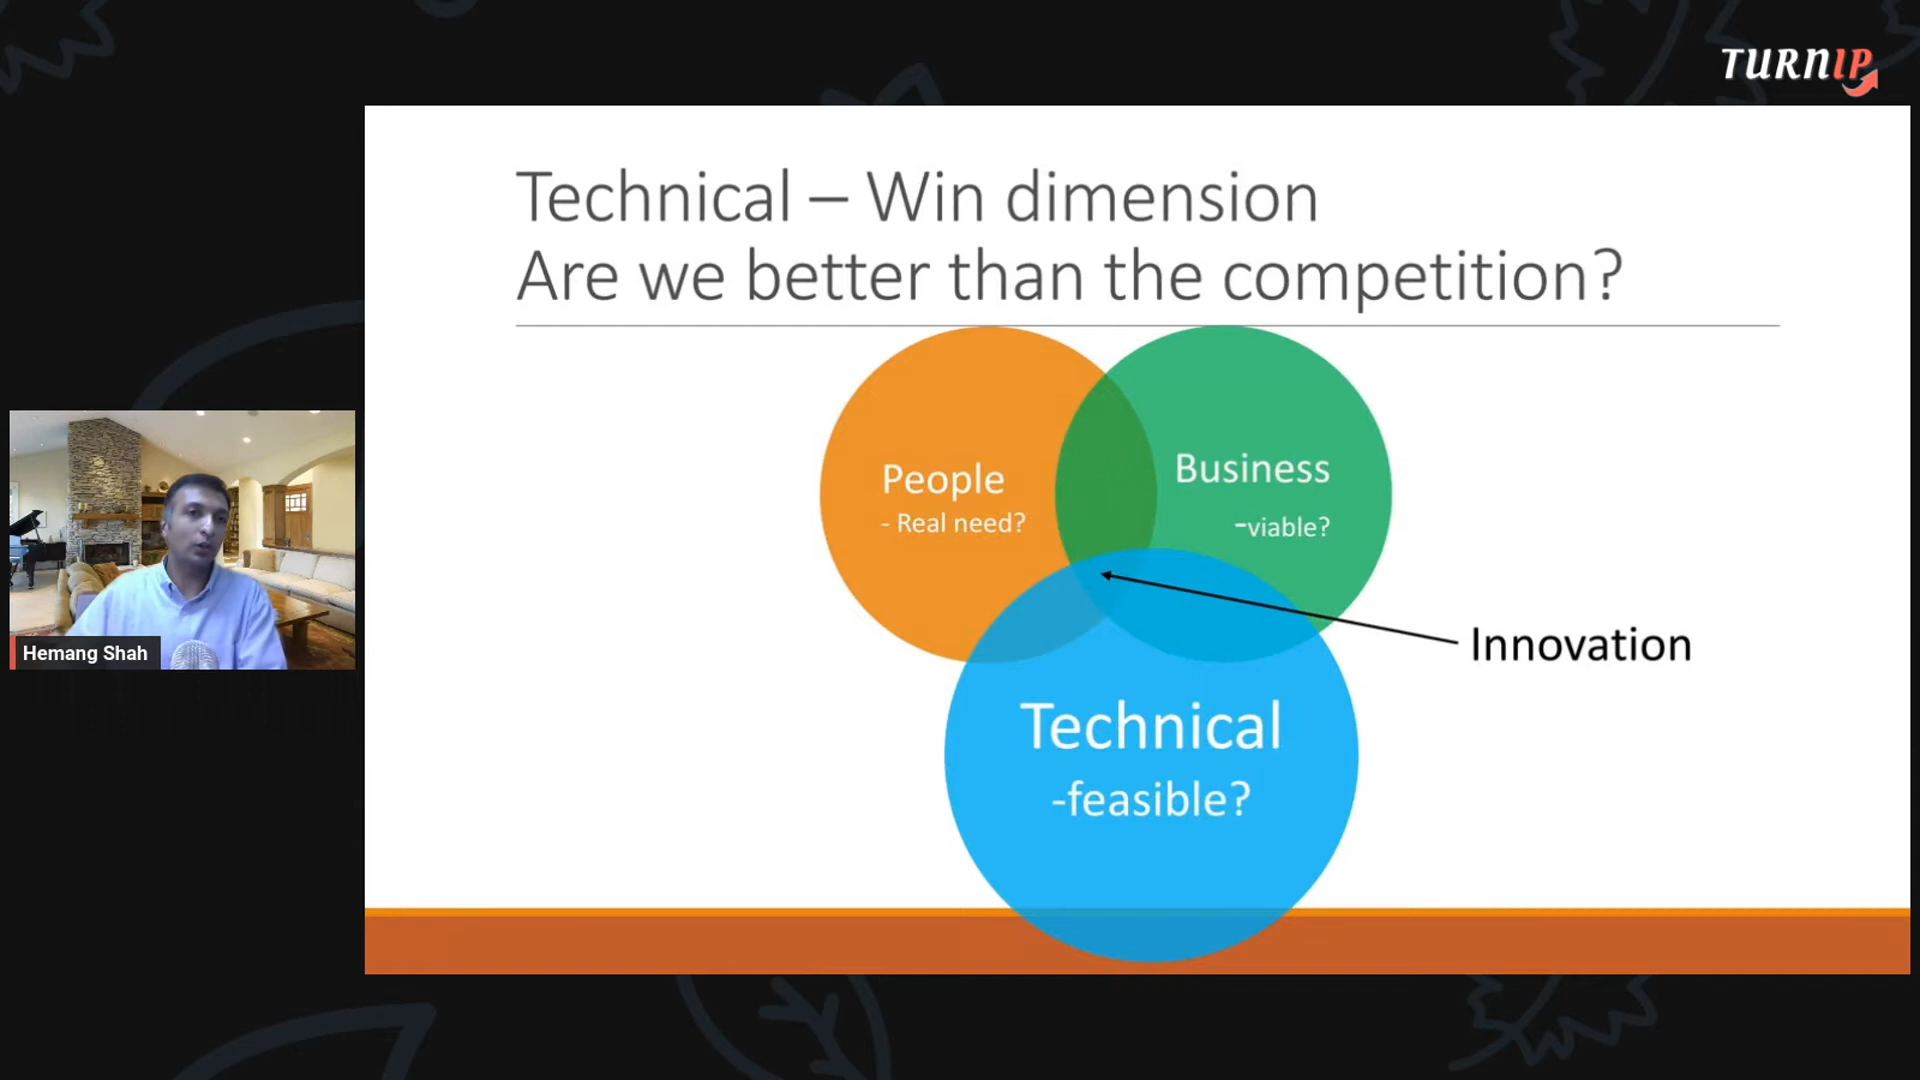 TURNIP
Technical – Win dimension
Are we better than the competition?
People
- Real need?
Business
-viable?
Innovation
Technical
-feasible?
Hemang Shah